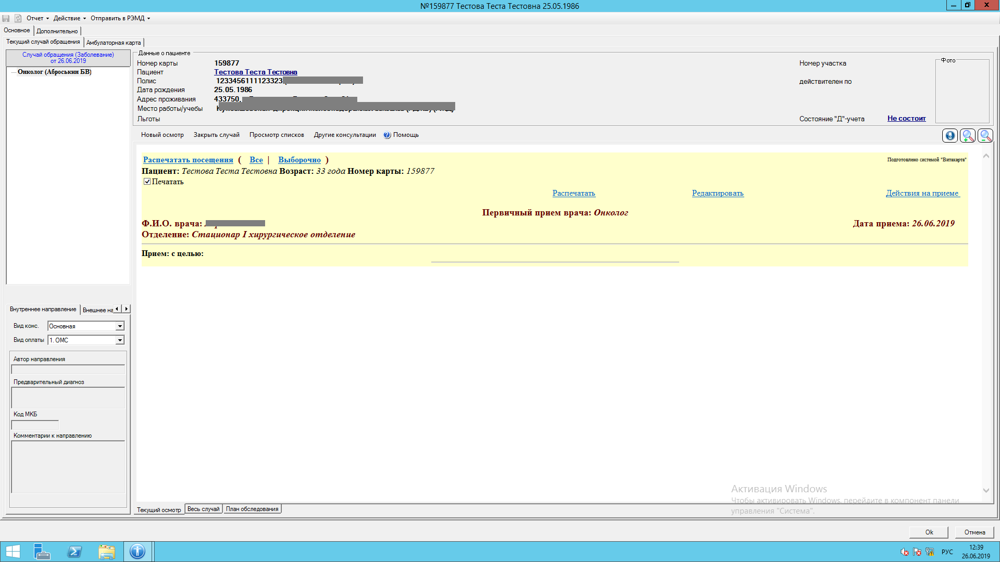 №159877 Тестова Теста Тестовна 25.05.1986
Отчет Действие Отправить в РЭМД
Основное Дополнительно
Текущий случай обращения Амбулаторная карта
Случай обращения (Заболевание)
от 26.06.2019
Онколог (Аброськин БВ)
Данные о пациенте
Номер карты 159877
Пациент Тестова Теста Тестовна
Полис 1233456111123323
Дата рождения 25.05.1986
Адрес проживания 433750,
Место работы/учебы
Льготы
Номер участка
действителен по
Состояние "Д"-учета Не состоит
Фото
Новый осмотр Закрыть случай Просмотр списков Другие консультации Помощь
Распечатать посещения ( Все | Выборочно )
Подготовлено системой "Витакарта"
Пациент: Тестова Теста Тестовна Возраст: 33 года Номер карты: 159877
Печатать
Распечатать Редактировать Действия на приеме
Первичный прием врача: Онколог
Ф.И.О. врача:
Дата приема: 26.06.2019
Отделение: Стационар I хирургическое отделение
Прием: с целью:
Внутреннее направление Внешнее на
Вид конс. Основная
Вид оплаты 1. ОМС
Автор направления
Предварительный диагноз
Код МКБ
Комментарии к направлению
Текущий осмотр Весь случай План обследования
Активация Windows
Чтобы активировать Windows, перейдите в компонент панели
управления "Система".
Ok Отмена
РУС
12:39
26.06.2019